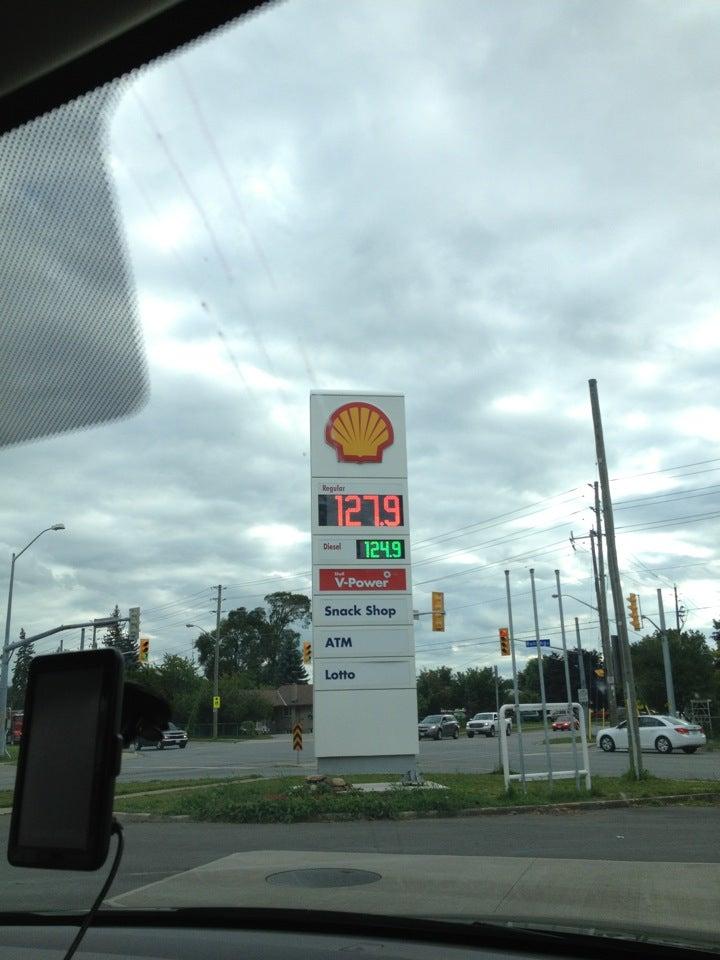 Regular
127.9
Diesel
124.9
Shell
V-Power
Snack Shop
ATM
Lotto